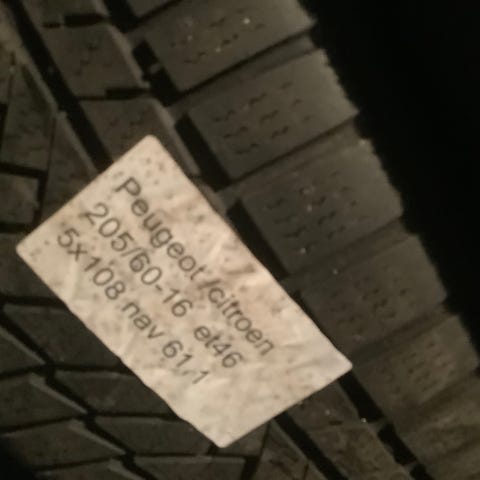 Peugeot/citroen
205/60-16 et46
5x108 nav 61,1